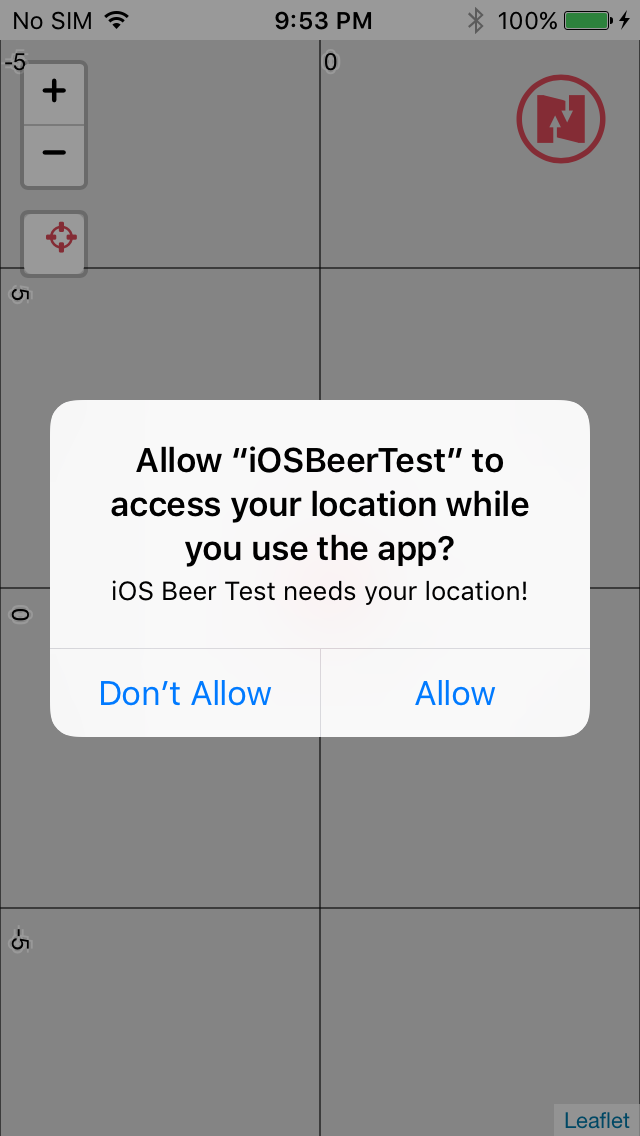 No SIM 9:53 PM 100%
-5 0
+
−
5
Allow “iOSBeerTest” to
access your location while
you use the app?
iOS Beer Test needs your location!
0
Don’t Allow Allow
-5
Leaflet